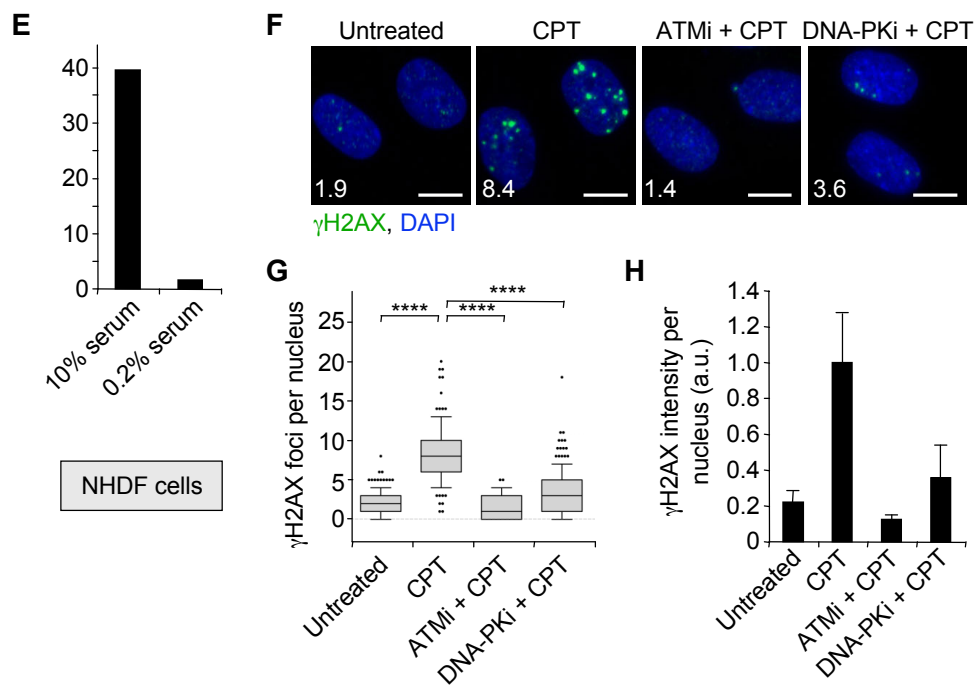 E
40
30
20
10
0
10% serum
0.2% serum
NHDF cells
F
Untreated
CPT
ATMi + CPT
DNA-PKi + CPT
1.9
8.4
1.4
3.6
γH2AX, DAPI
G
γH2AX foci per nucleus
25
20
15
10
5
0
****
****
****
Untreated
CPT
ATMi + CPT
DNA-PKi + CPT
H
γH2AX intensity per
nucleus (a.u.)
1.4
1.2
1.0
0.8
0.6
0.4
0.2
0
Untreated
CPT
ATMi + CPT
DNA-PKi + CPT